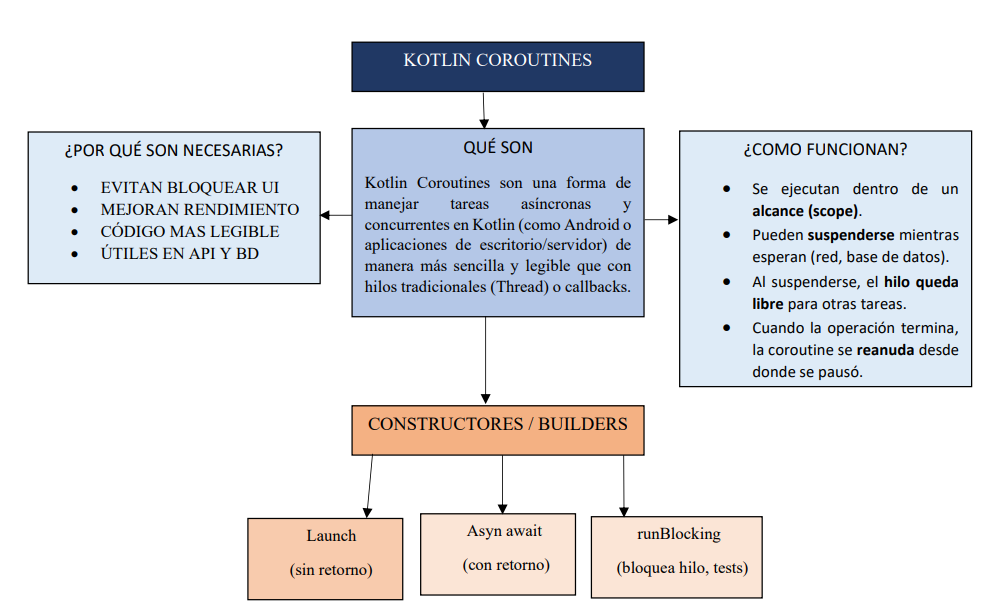 KOTLIN COROUTINES
¿POR QUÉ SON NECESARIAS?
EVITAN BLOQUEAR UI
MEJORAN RENDIMIENTO
CÓDIGO MAS LEGIBLE
ÚTILES EN API Y BD
QUÉ SON
Kotlin Coroutines son una forma de
manejar tareas asíncronas y
concurrentes en Kotlin (como Android o
aplicaciones de escritorio/servidor) de
manera más sencilla y legible que con
hilos tradicionales (Thread) o callbacks.
¿COMO FUNCIONAN?
Se ejecutan dentro de un
alcance (scope).
Pueden suspenderse mientras
esperan (red, base de datos).
Al suspenderse, el hilo queda
libre para otras tareas.
Cuando la operación termina,
la coroutine se reanuda desde
donde se pausó.
CONSTRUCTORES / BUILDERS
Launch
(sin retorno)
Asyn await
(con retorno)
runBlocking
(bloquea hilo, tests)